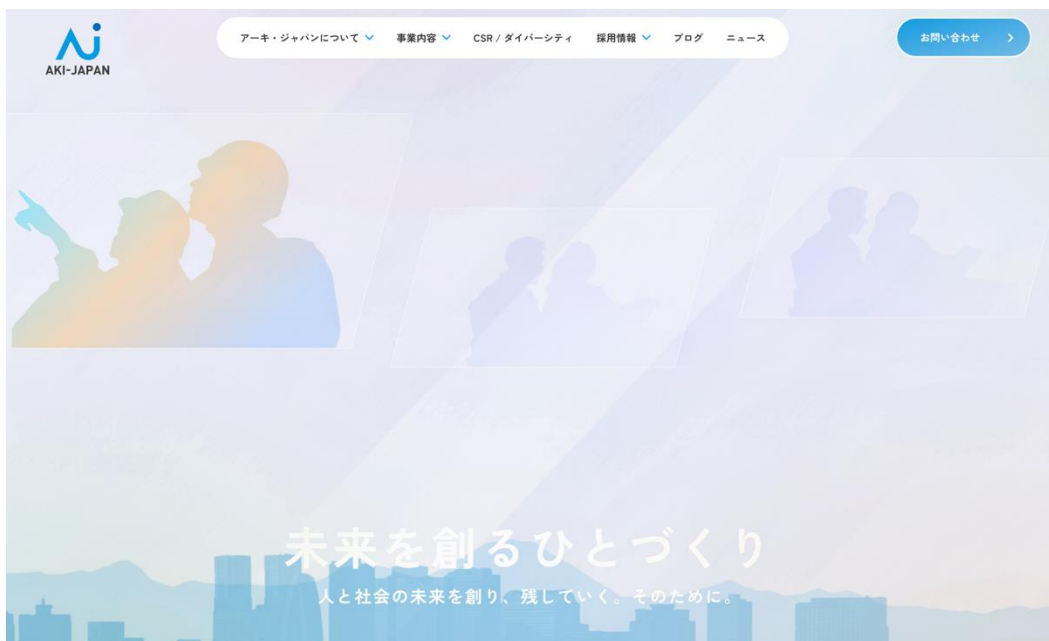 AKI-JAPAN
アーキ・ジャパンについて 事業内容 CSR / ダイバーシティ 採用情報 ブログ ニュース
お問い合わせ
未来を創るひとづくり
人と社会の未来を創り、残していく。そのために。